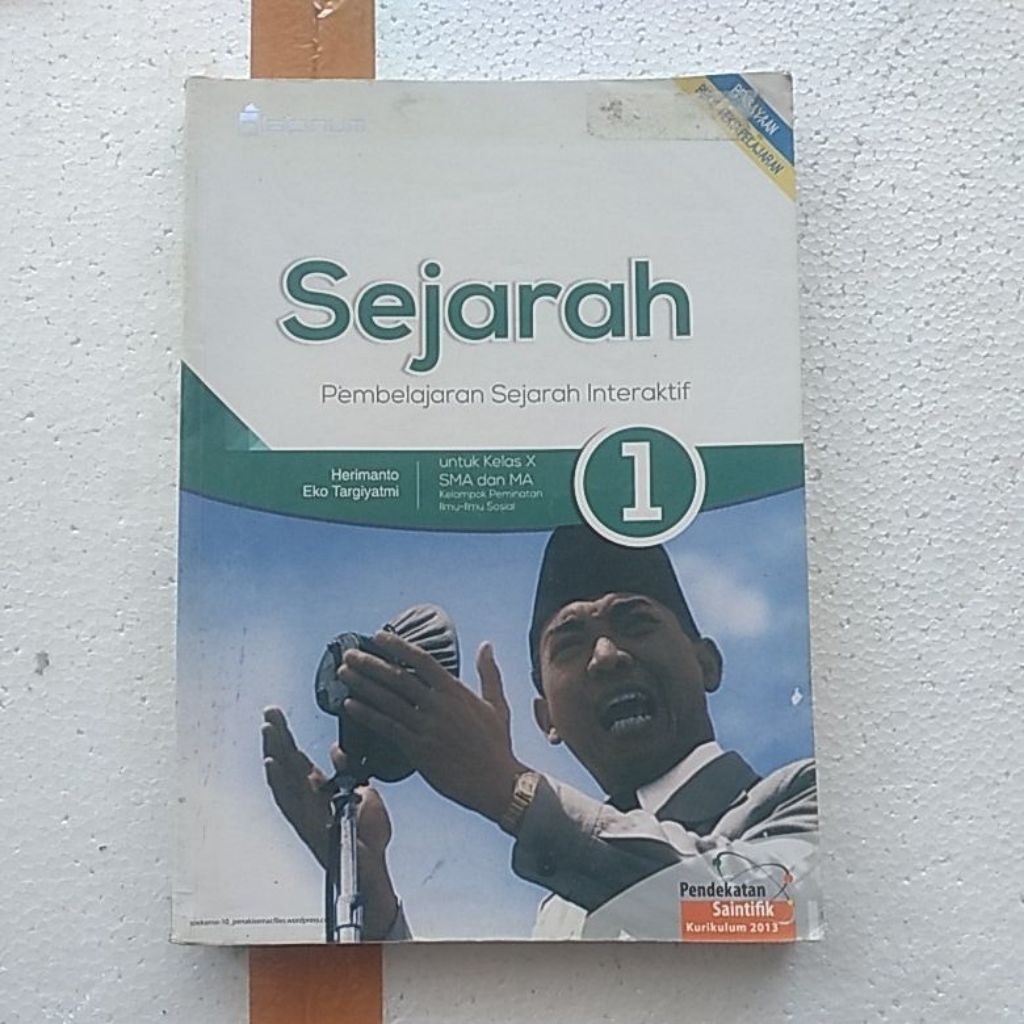 Sejarah
Pembelajaran Sejarah Interaktif
1
Herimanto
Eko Targiyatmi
untuk Kelas X
SMA dan MA
Kelompok Peminatan
Ilmu-Ilmu Sosial
Pendekatan
Saintifik
Kurikulum 2013